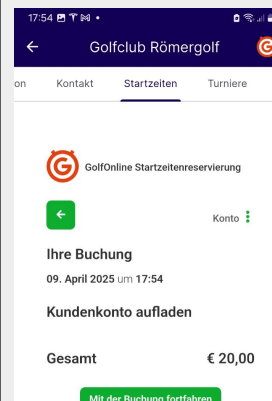 17:54
Golfclub Römergolf
on Kontakt Startzeiten Turniere
GolfOnline Startzeitenreservierung
Konto
Ihre Buchung
09. April 2025 um 17:54
Kundenkonto aufladen
Gesamt € 20,00
Mit der Buchung fortfahren